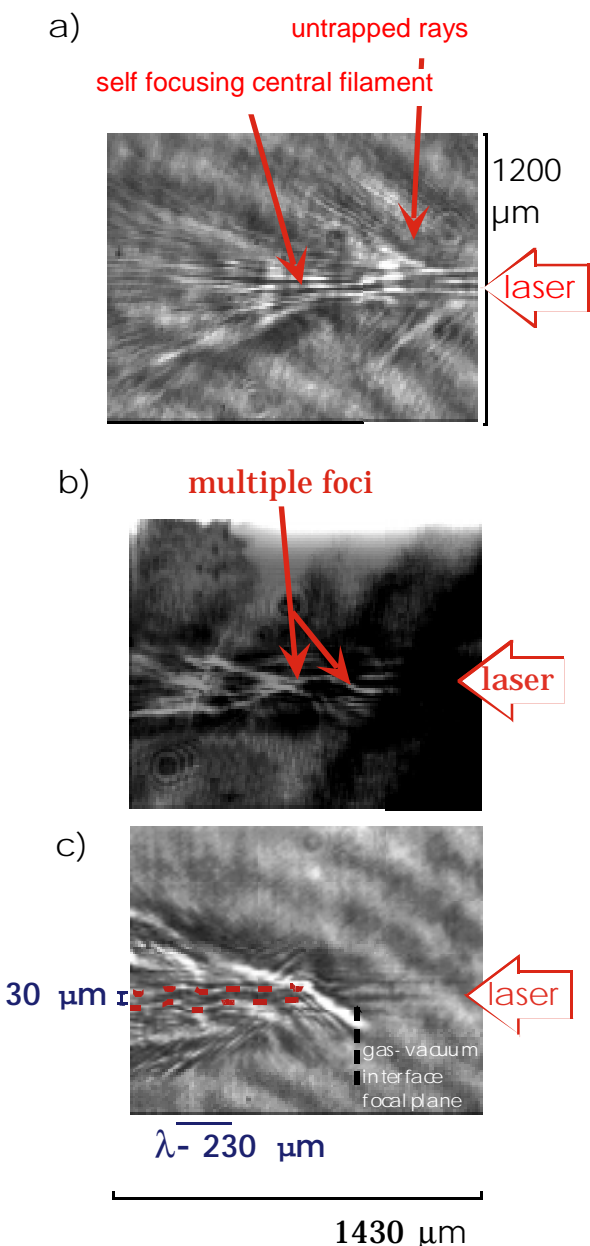 a)
untrapped rays
self focusing central filament
1200
µm
laser
b)
multiple foci
laser
c)
30 µm
laser
gas-vacuum
interface
focal plane
λ- 230 µm
1430 µm